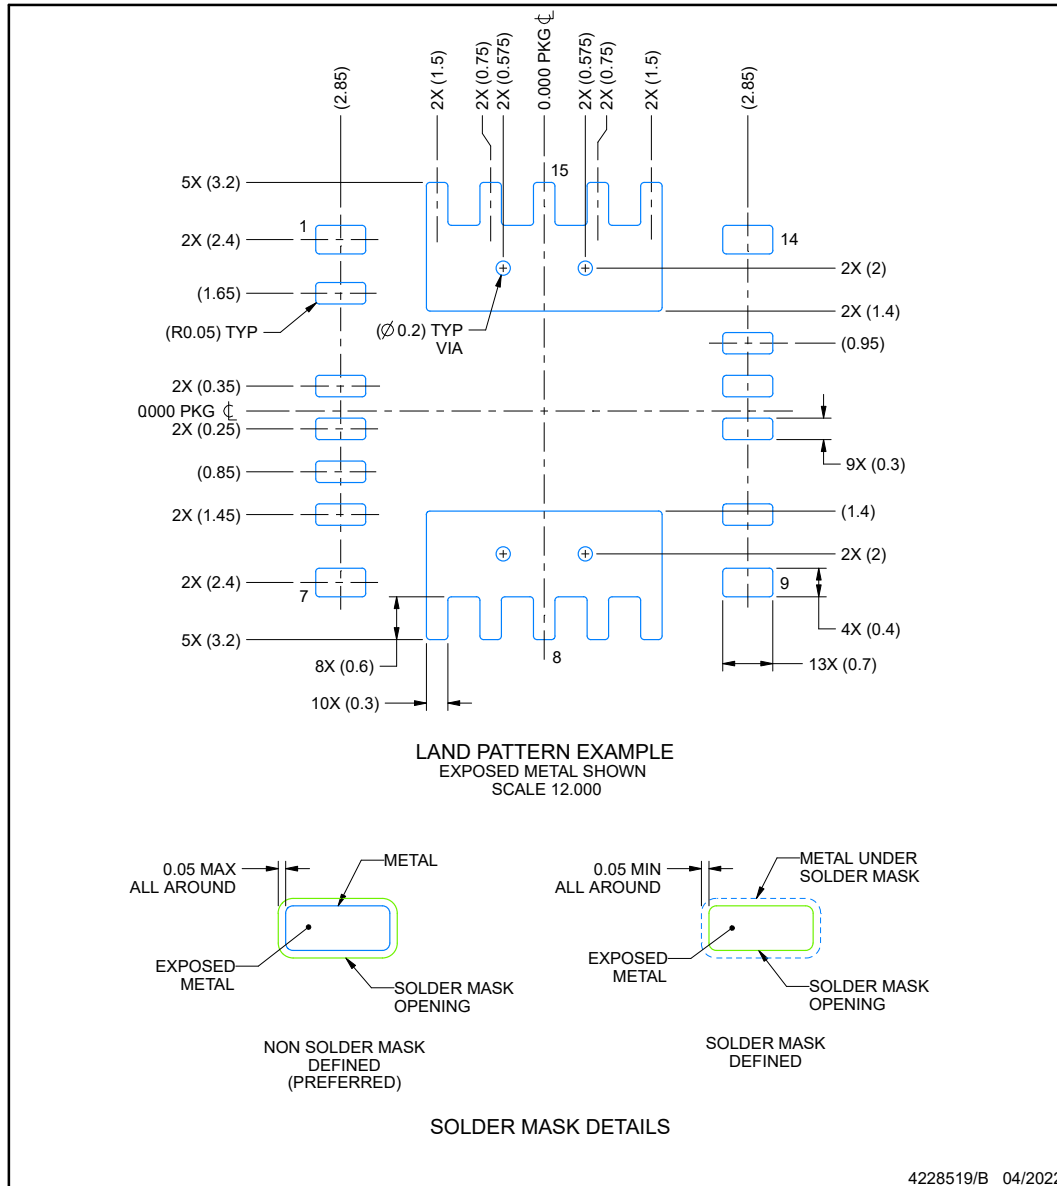 (2.85)
2X (1.5)
2X (0.75)
2X (0.575)
0.000 PKG ℄
2X (0.575)
2X (0.75)
2X (1.5)
(2.85)
15
5X (3.2)
1
2X (2.4)
14
2X (2)
(1.65)
2X (1.4)
(R0.05) TYP
(Ø 0.2) TYP
VIA
(0.95)
2X (0.35)
0.000 PKG ℄
2X (0.25)
9X (0.3)
(0.85)
2X (1.45)
(1.4)
2X (2)
2X (2.4)
7
9
4X (0.4)
5X (3.2)
8
8X (0.6)
13X (0.7)
10X (0.3)
LAND PATTERN EXAMPLE
EXPOSED METAL SHOWN
SCALE 12.000
0.05 MAX
ALL AROUND
METAL
EXPOSED
METAL
SOLDER MASK
OPENING
NON SOLDER MASK
DEFINED
(PREFERRED)
0.05 MIN
ALL AROUND
METAL UNDER
SOLDER MASK
EXPOSED
METAL
SOLDER MASK
OPENING
SOLDER MASK
DEFINED
SOLDER MASK DETAILS
4228519/B 04/2022